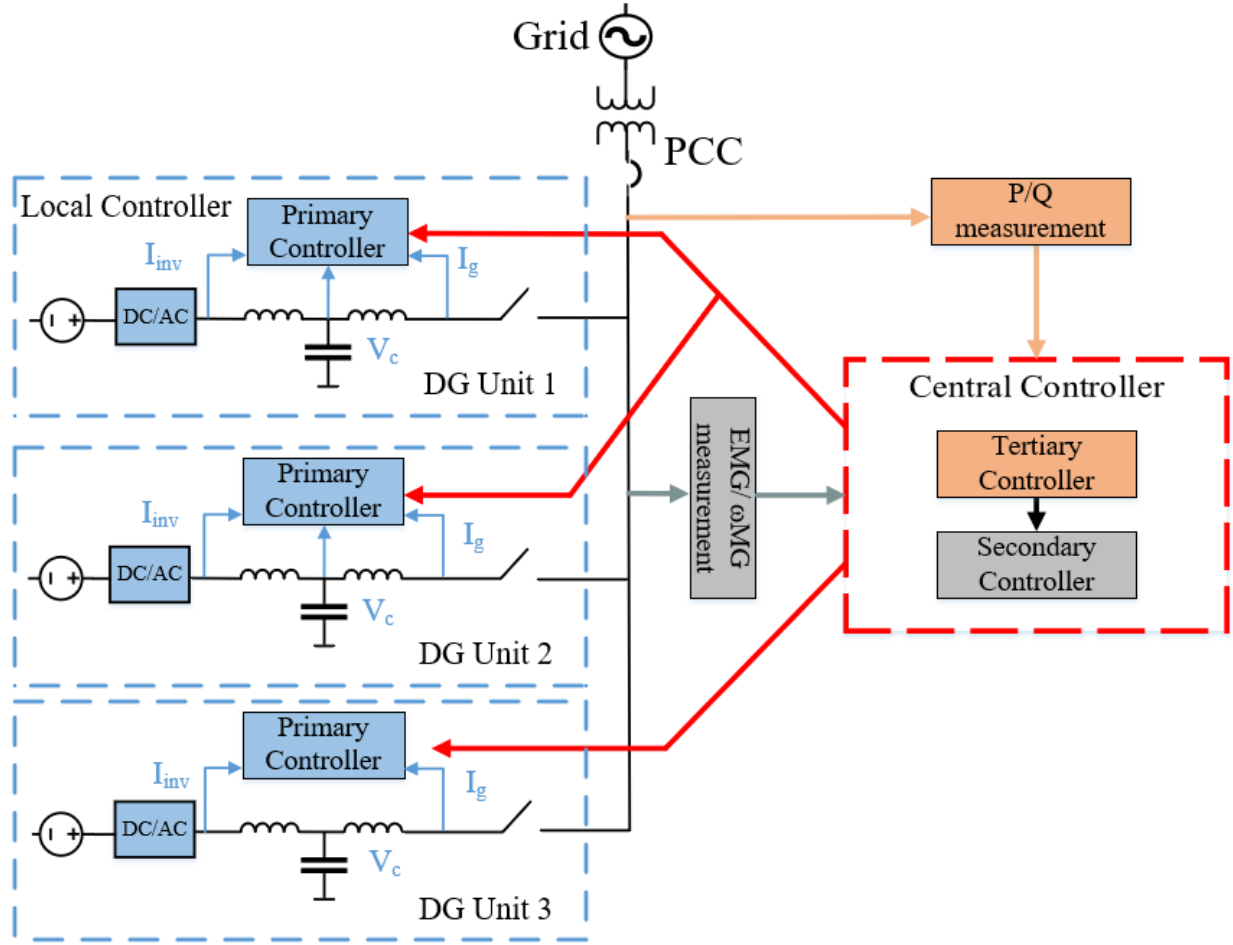 Grid
PCC
Local Controller
Primary
Controller
I_inv
I_g
DC/AC
V_c
DG Unit 1
P/Q
measurement
Central Controller
Tertiary
Controller
Secondary
Controller
EMG/ ωMG
measurement
Primary
Controller
I_inv
I_g
DC/AC
V_c
DG Unit 2
Primary
Controller
I_inv
I_g
DC/AC
V_c
DG Unit 3